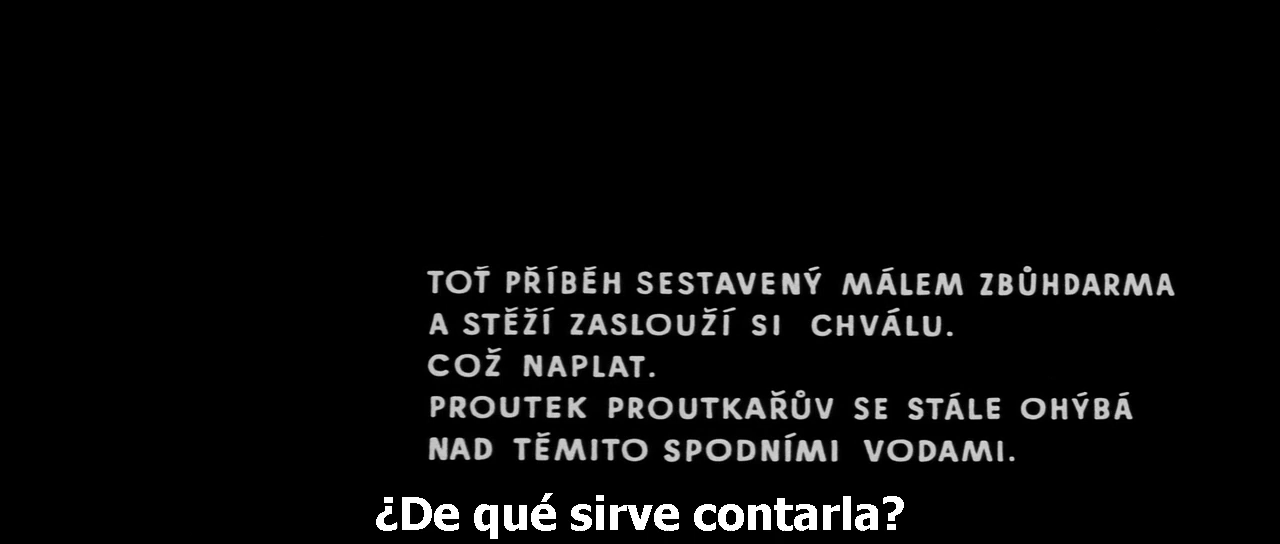 TOŤ PŘÍBĚH SESTAVENÝ MÁLEM ZBŮHDARMA
A STĚŽÍ ZASLOUŽÍ SI CHVÁLU.
COŽ NAPLAT.
PROUTEK PROUTKAŘŮV SE STÁLE OHÝBÁ
NAD TĚMITO SPODNÍMI VODAMI.
¿De qué sirve contarla?